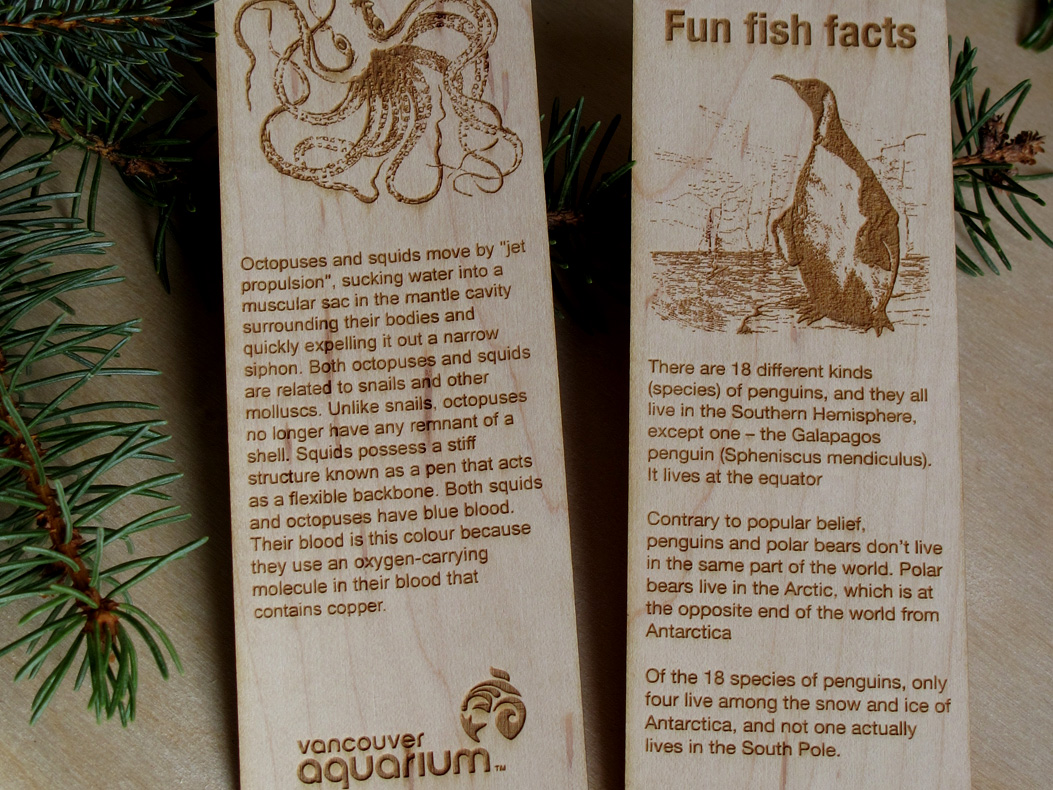 Octopuses and squids move by "jet
propulsion", sucking water into a
muscular sac in the mantle cavity
surrounding their bodies and
quickly expelling it out a narrow
siphon. Both octopuses and squids
are related to snails and other
molluscs. Unlike snails, octopuses
no longer have any remnant of a
shell. Squids possess a stiff
structure known as a pen that acts
as a flexible backbone. Both squids
and octopuses have blue blood.
Their blood is this colour because
they use an oxygen-carrying
molecule in their blood that
contains copper.
vancouver
aquarium™
Fun fish facts
There are 18 different kinds
(species) of penguins, and they all
live in the Southern Hemisphere,
except one – the Galapagos
penguin (Spheniscus mendiculus).
It lives at the equator
Contrary to popular belief,
penguins and polar bears don't live
in the same part of the world. Polar
bears live in the Arctic, which is at
the opposite end of the world from
Antarctica
Of the 18 species of penguins, only
four live among the snow and ice of
Antarctica, and not one actually
lives in the South Pole.